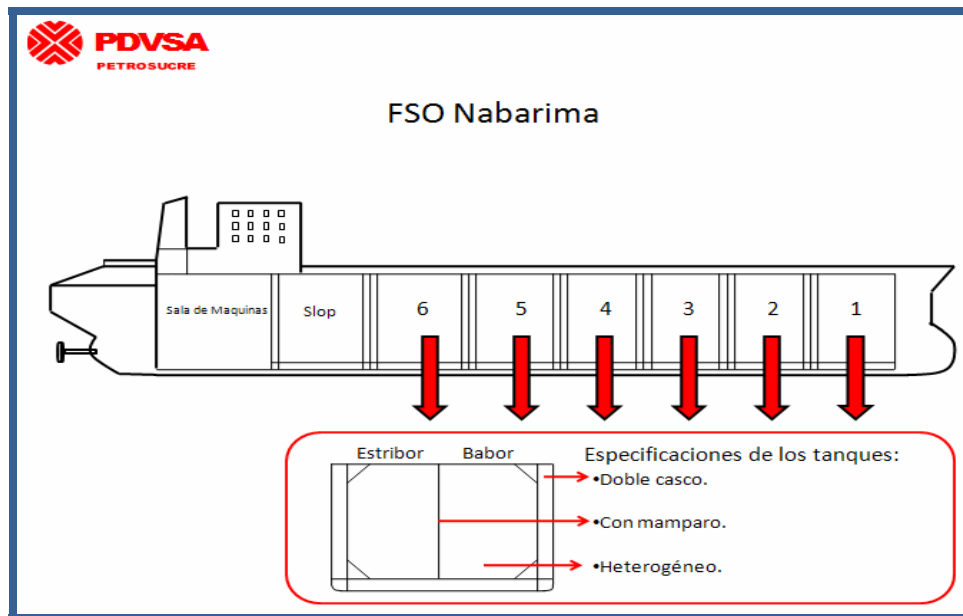 PDVSA
PETROSUCRE
FSO Nabarima
Sala de Maquinas
Slop
6
5
4
3
2
1
Estribor
Babor
Especificaciones de los tanques:
•Doble casco.
•Con mamparo.
•Heterogéneo.